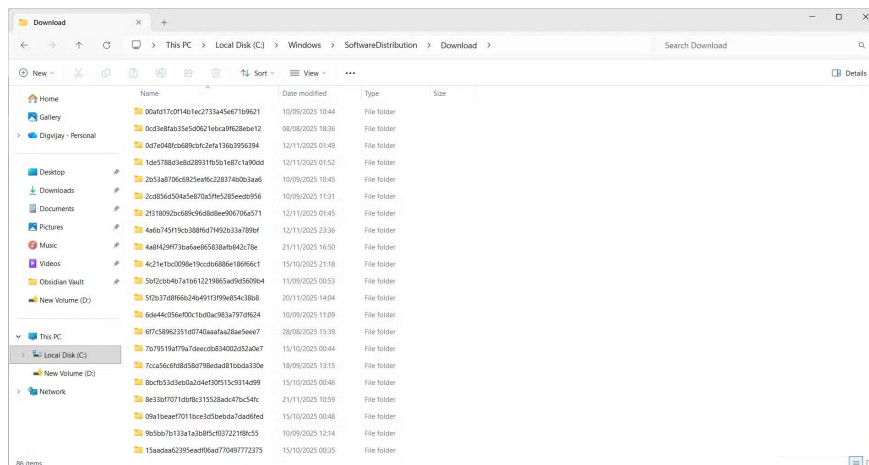 Download
This PC > Local Disk (C:) > Windows > SoftwareDistribution > Download >
Search Download
New
Sort
View
Details
Name Date modified Type Size
Home
Gallery
Digvijay - Personal
Desktop
Downloads
Documents
Pictures
Music
Videos
Obsidian Vault
New Volume (D:)
This PC
Local Disk (C:)
New Volume (D:)
Network
00afd17c0f14b1ec2733a45e671b9621 10/09/2025 10:44 File folder
0cd3e8fab35e5d0621ebca9f628ebe12 08/08/2025 18:36 File folder
0d7e048fcb689cbfc2efa136b3956394 12/11/2025 01:49 File folder
1de5788d3e8d28931fb5b1e87c1a90dd 12/11/2025 01:52 File folder
2b53a8706c6925eaf6c228374b0b3aa6 10/09/2025 10:45 File folder
2cd856d504a5e870a5ffe5285eedb956 10/09/2025 11:31 File folder
2f318092bc689c96d8d8ee906706a571 12/11/2025 01:45 File folder
4a6b745f19cb388f6d7f492b33a789bf 12/11/2025 23:36 File folder
4a8f429ff73ba6ae865838afb842c78e 21/11/2025 16:50 File folder
4c21e1bc0098e19ccdb6886e186f66c1 15/10/2025 21:18 File folder
5bf2cbb4b7a1b612219865ad9d5609b4 11/09/2025 00:53 File folder
5f2b37d8f66b24b491f3f99e854c38b8 20/11/2025 14:04 File folder
6de44c056ef00c1bd0ac983a797df624 10/09/2025 11:09 File folder
6f7c58962351d0740aaafaa28ae5eee7 28/08/2025 15:39 File folder
7b79519af79a7deecdb834002d52a0e7 15/10/2025 00:44 File folder
7cca56c6fd8d58d798edad81bbda330e 18/09/2025 13:15 File folder
8bcfb53d3eb0a2d4ef30f515c9314d99 15/10/2025 00:46 File folder
8e33bf7071dbf8c315528adc47bc54fc 21/11/2025 10:59 File folder
09a1beaef7011bce3d5bebda7dad6fed 15/10/2025 00:48 File folder
9b5bb7b133a1a3b8f5cf037221f8fc55 10/09/2025 12:14 File folder
15aadaa62395eadf06ad770497772375 15/10/2025 00:35 File folder
86 items